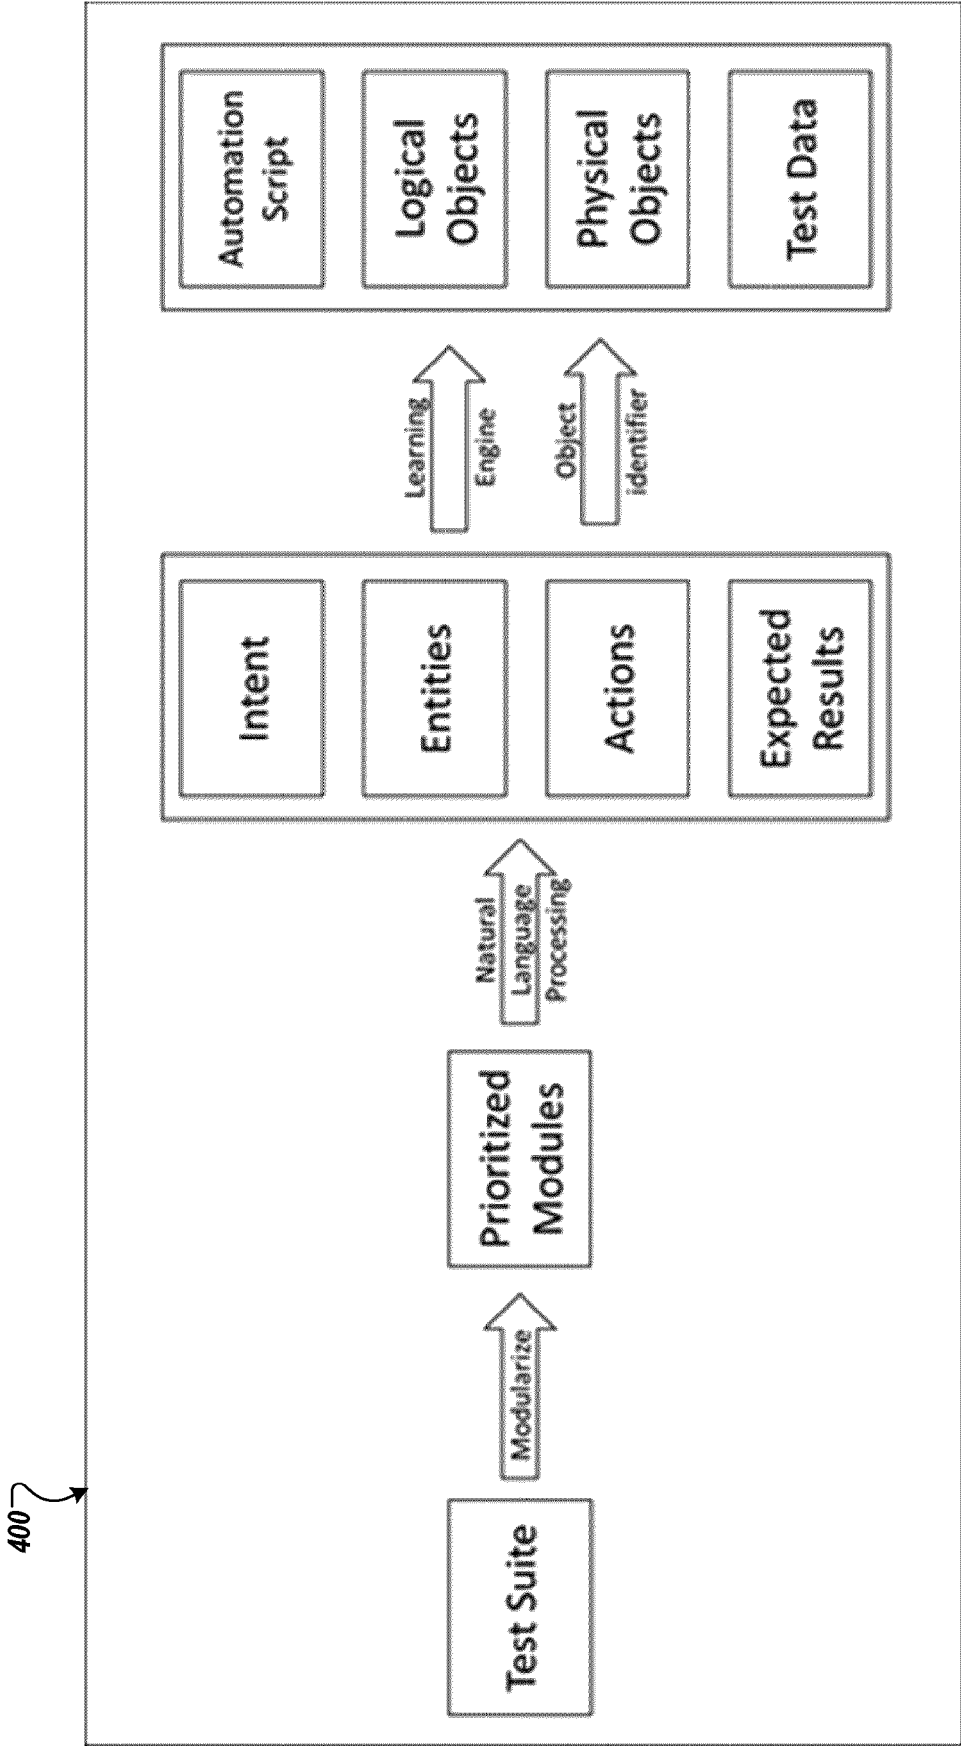 400
Test Suite
Modularize
Prioritized
Modules
Natural
Language
Processing
Intent
Entities
Actions
Expected
Results
Learning
Engine
Object
identifier
Automation
Script
Logical
Objects
Physical
Objects
Test Data